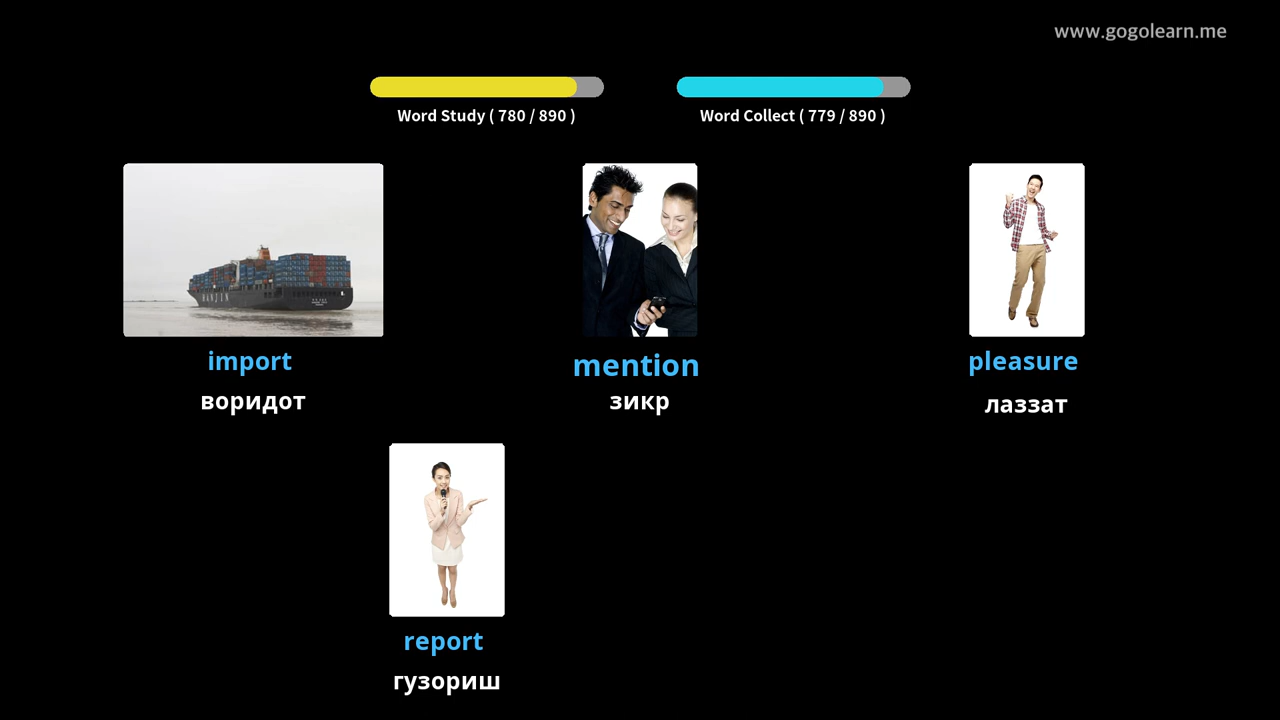 www.gogolearn.me
Word Study ( 780 / 890 )
Word Collect ( 779 / 890 )
HANJIN
import
mention
pleasure
воридот
зикр
лаззат
report
гузориш